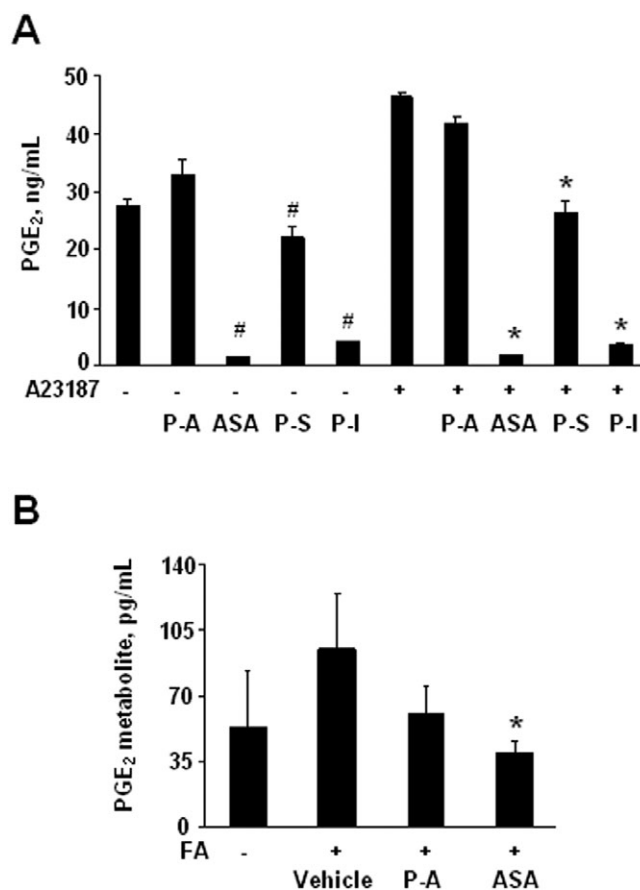 A
PGE2, ng/mL
50
40
30
20
10
0
#
#
#
*
*
*
A23187 - - - - - + + + + +
P-A ASA P-S P-I P-A ASA P-S P-I
B
PGE2 metabolite, pg/mL
140
105
70
35
0
*
FA - + + +
Vehicle P-A ASA